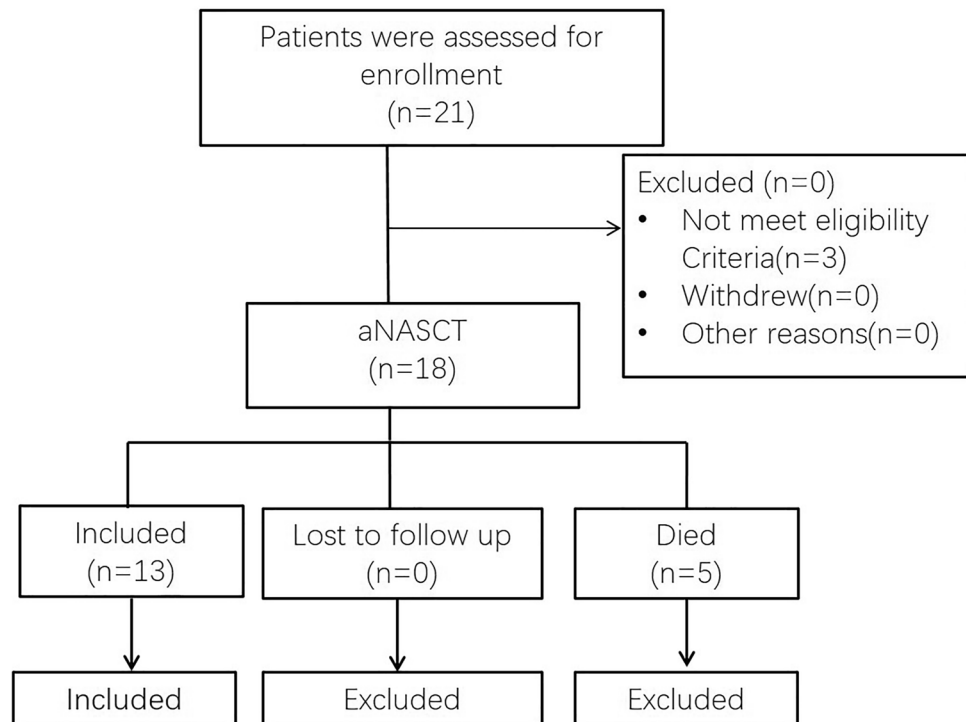 Patients were assessed for
enrollment
(n=21)
Excluded (n=0)
• Not meet eligibility
Criteria(n=3)
• Withdrew(n=0)
• Other reasons(n=0)
aNASCT
(n=18)
Included
(n=13)
Lost to follow up
(n=0)
Died
(n=5)
Included
Excluded
Excluded